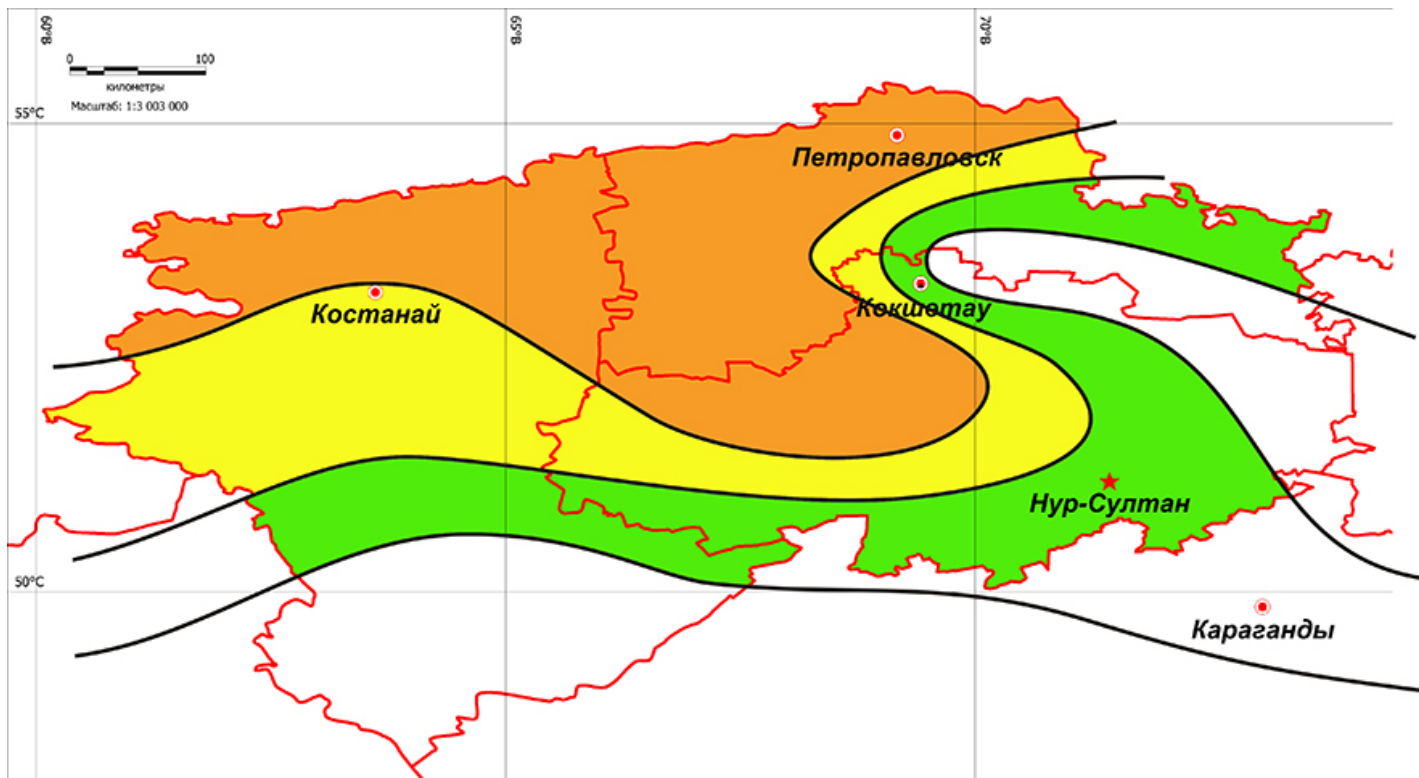 60°В
65°В
70°В
0 100
километры
Масштаб: 1:3 003 000
55°С
Петропавловск
Костанай
Кокшетау
Нур-Султан
50°С
Караганды